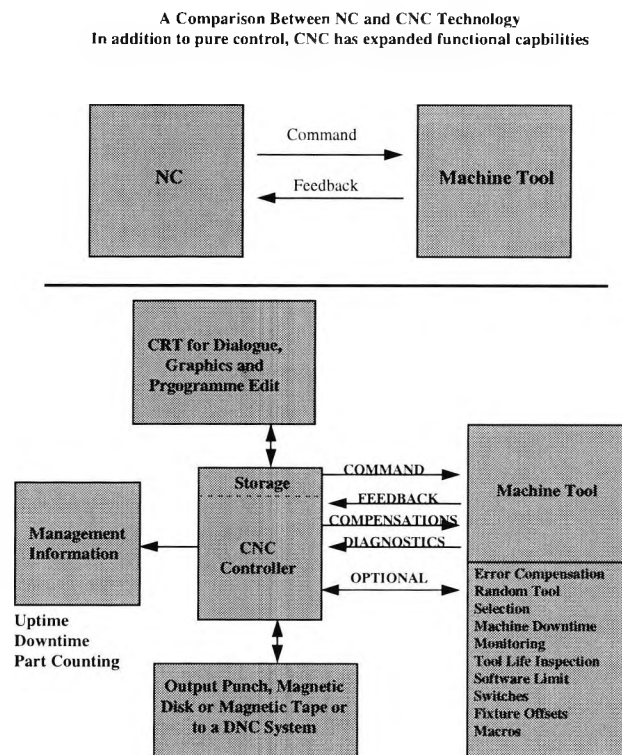 A Comparison Between NC and CNC Technology
In addition to pure control, CNC has expanded functional capbilities
NC
Command
Feedback
Machine Tool
CRT for Dialogue,
Graphics and
Prgogramme Edit
Storage
CNC
Controller
Management
Information
Uptime
Downtime
Part Counting
COMMAND
FEEDBACK
COMPENSATIONS
DIAGNOSTICS
OPTIONAL
Machine Tool
Error Compensation
Random Tool
Selection
Machine Downtime
Monitoring
Tool Life Inspection
Software Limit
Switches
Fixture Offsets
Macros
Output Punch, Magnetic
Disk or Magnetic Tape or
to a DNC System